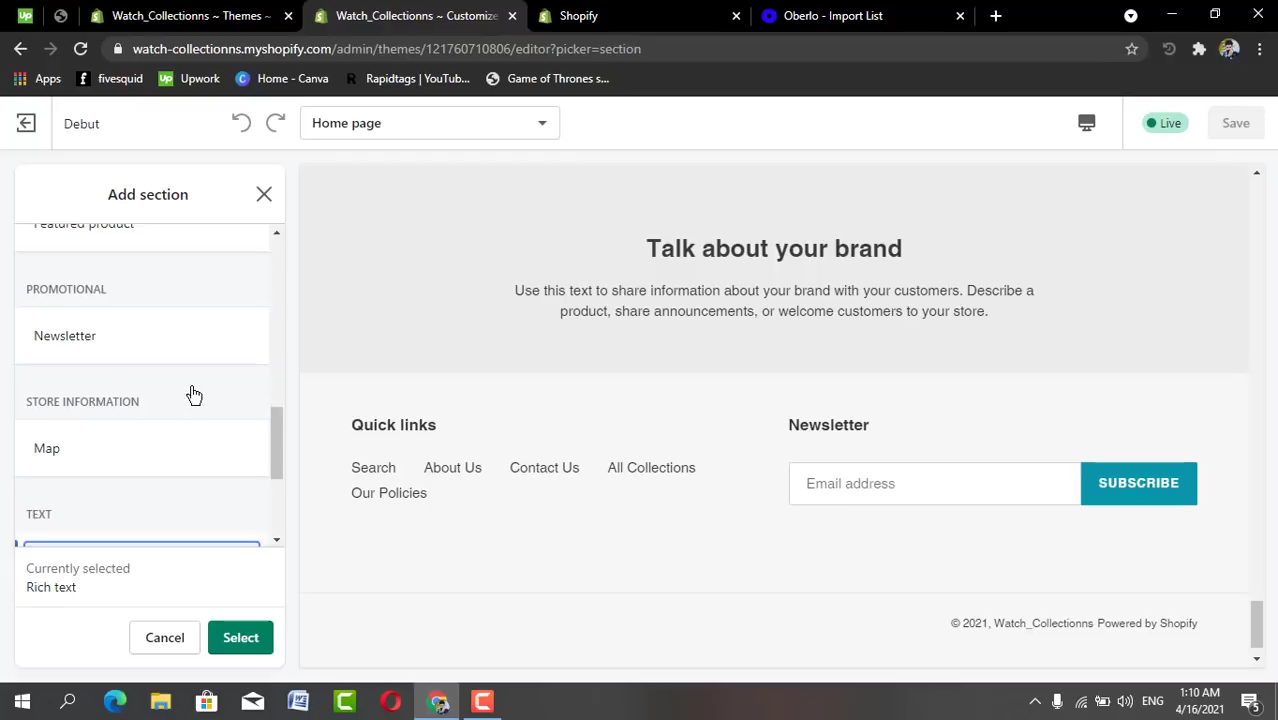 Watch_Collectionns ~ Themes ~
Watch_Collectionns ~ Customize
Shopify
Oberlo - Import List
watch-collectionns.myshopify.com/admin/themes/121760710806/editor?picker=section
Apps
fivesquid
Upwork
Home - Canva
Rapidtags | YouTub...
Game of Thrones s...
Debut
Home page
Live
Save
Add section
Featured product
PROMOTIONAL
Newsletter
STORE INFORMATION
Map
TEXT
Currently selected
Rich text
Cancel
Select
Talk about your brand
Use this text to share information about your brand with your customers. Describe a
product, share announcements, or welcome customers to your store.
Quick links
Search
About Us
Contact Us
All Collections
Our Policies
Newsletter
Email address
SUBSCRIBE
© 2021, Watch_Collectionns Powered by Shopify
ENG
1:10 AM
4/16/2021
5